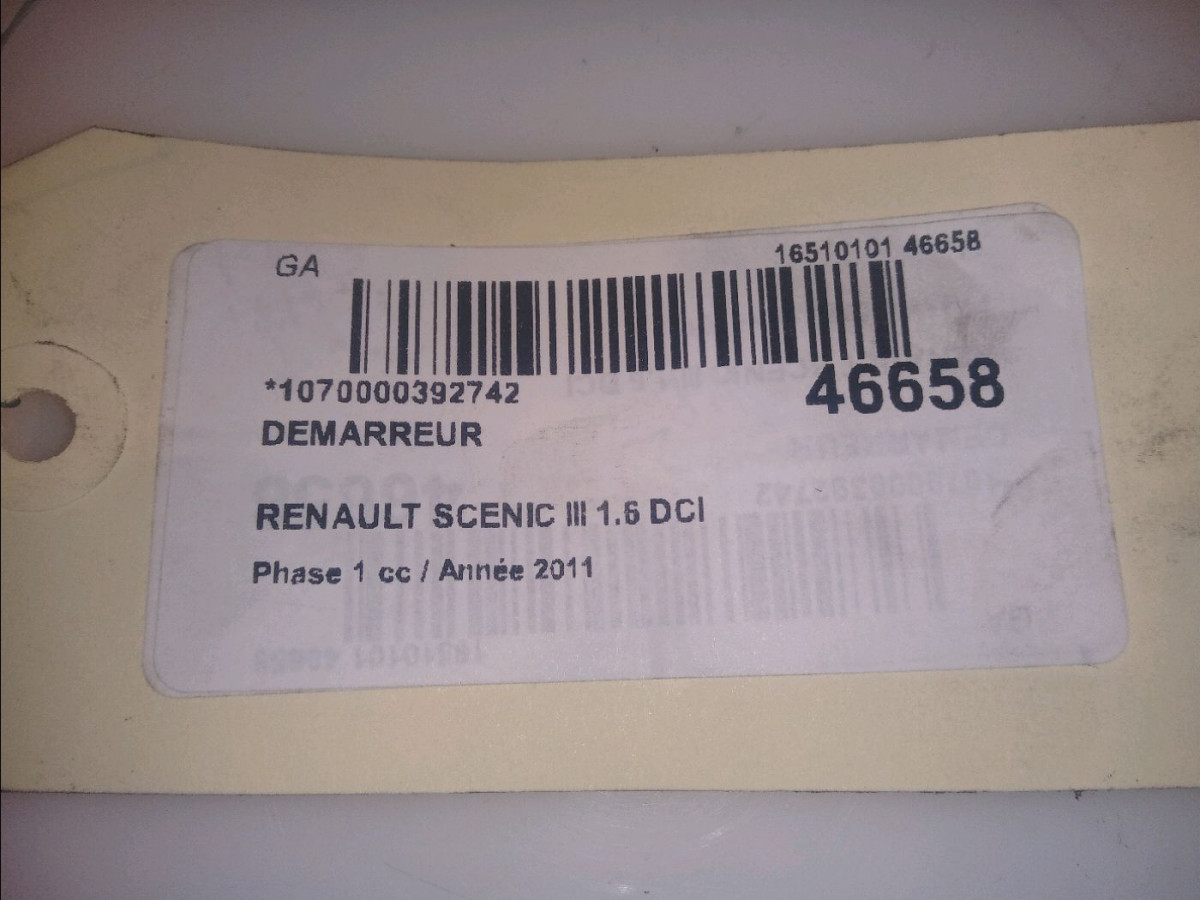 GA
16510101 46658
*1070000392742
46658
DEMARREUR
RENAULT SCENIC III 1.6 DCI
Phase 1 cc / Année 2011